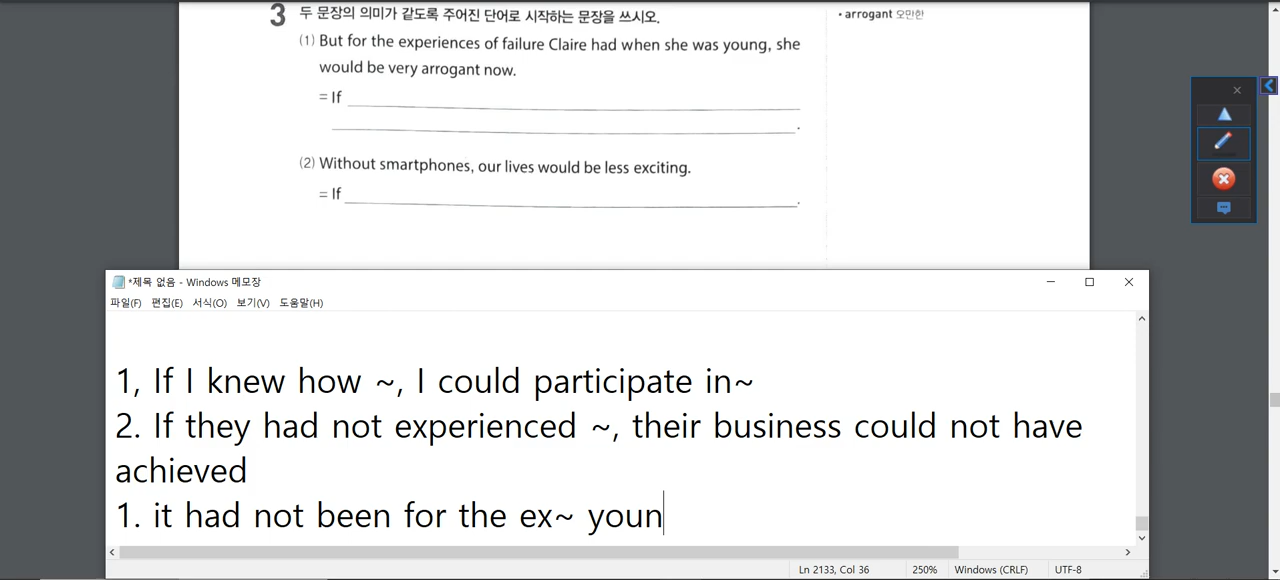 3 두 문장의 의미가 같도록 주어진 단어로 시작하는 문장을 쓰시오.
• arrogant 오만한
(1) But for the experiences of failure Claire had when she was young, she
would be very arrogant now.
= If
.
(2) Without smartphones, our lives would be less exciting.
= If .
*제목 없음 - Windows 메모장
파일(F) 편집(E) 서식(O) 보기(V) 도움말(H)
1, If I knew how ~, I could participate in~
2. If they had not experienced ~, their business could not have
achieved
1. it had not been for the ex~ youn
Ln 2133, Col 36 250% Windows (CRLF) UTF-8